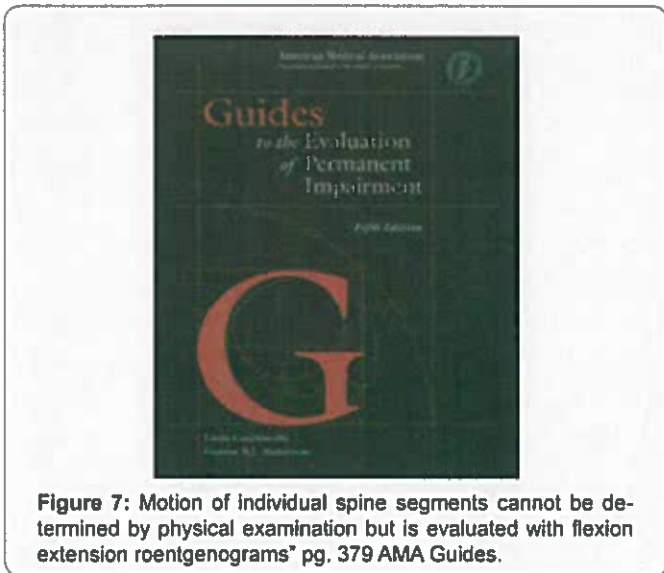 American Medical Association
Guides
to the Evaluation
of Permanent
Impairment
Fifth Edition
G
Figure 7: Motion of individual spine segments cannot be de-
termined by physical examination but is evaluated with flexion
extension roentgenograms" pg. 379 AMA Guides.